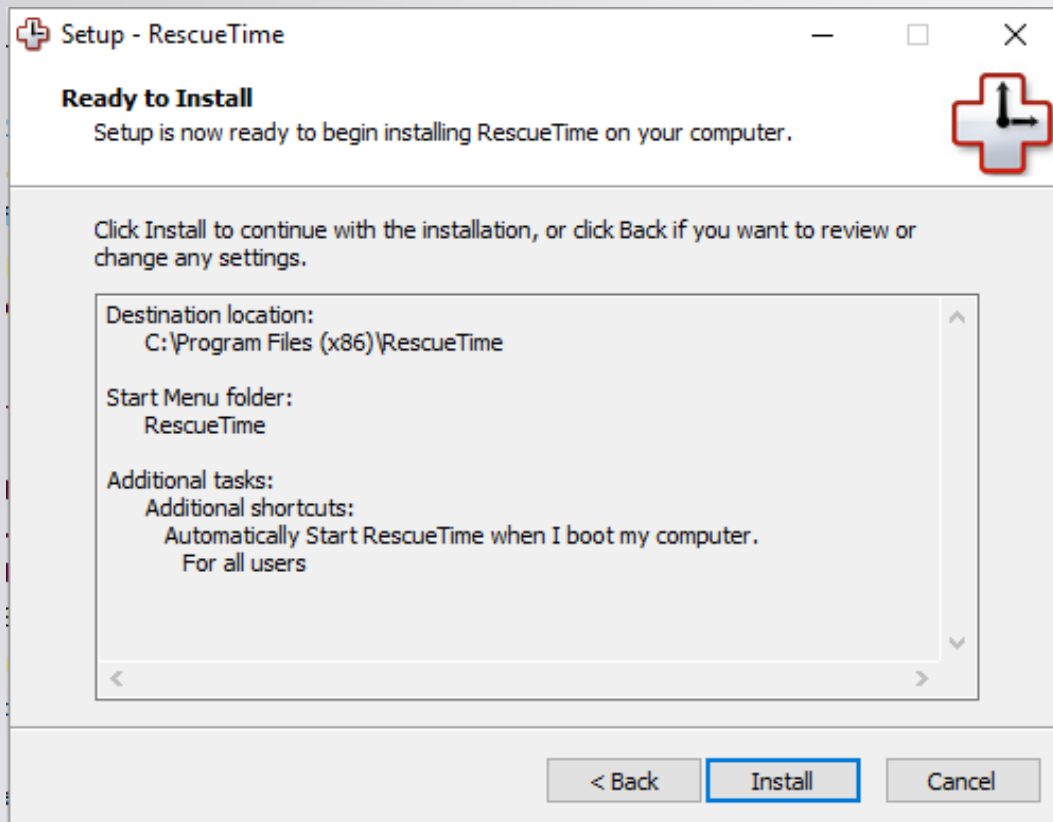 Setup - RescueTime
Ready to Install
Setup is now ready to begin installing RescueTime on your computer.
Click Install to continue with the installation, or click Back if you want to review or
change any settings.
Destination location:
C:\Program Files (x86)\RescueTime
Start Menu folder:
RescueTime
Additional tasks:
Additional shortcuts:
Automatically Start RescueTime when I boot my computer.
For all users
< Back
Install
Cancel